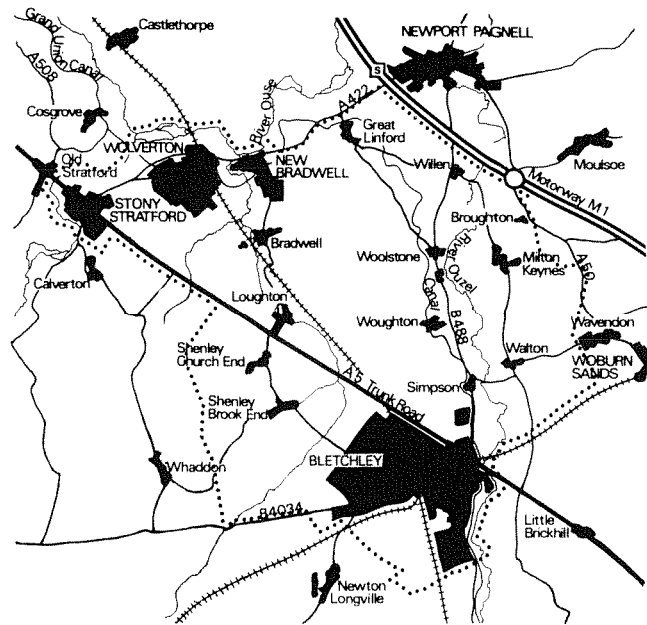 Castlethorpe
Grand
Union
Canal
A508
Cosgrove
NEWPORT PAGNELL
S
River Ouse
A422
Great
Linford
WOLVERTON
Old
Stratford
NEW
BRADWELL
Willen
Moulsoe
Motorway M1
STONY
STRATFORD
Broughton
Bradwell
Woolstone
River Ouzel
Milton
Keynes
A50
Calverton
Canal
Loughton
Woughton
B488
Wavendon
Shenley
Church End
Walton
WOBURN
SANDS
A5 Trunk Road
Simpson
Shenley
Brook End
BLETCHLEY
Whaddon
B4034
Little
Brickhill
Newton
Longville